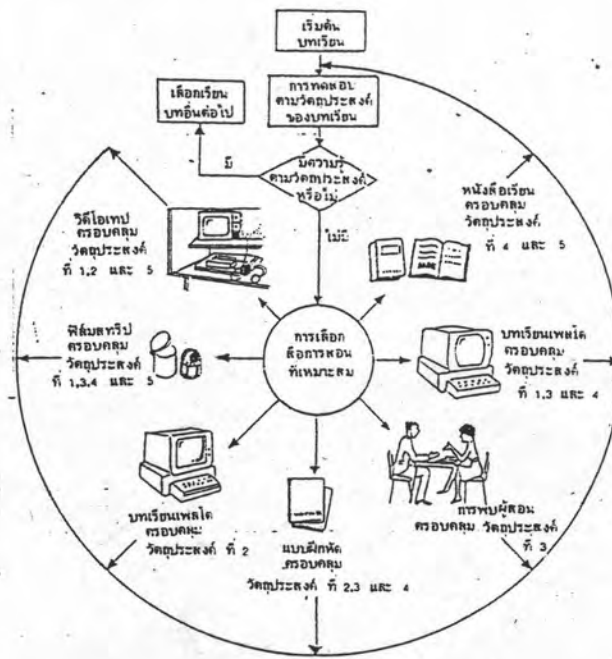 เริ่มต้น
บทเรียน
การทดสอบ
ตามวัตถุประสงค์
ของบทเรียน
เลือกเรียน
บทอื่นต่อไป
มี
มีความรู้
ตามวัตถุประสงค์
หรือไม่
ไม่มี
หนังสือเรียน
ครอบคลุม
วัตถุประสงค์
ที่ 4 และ 5
วิดีโอเทป
ครอบคลุม
วัตถุประสงค์
ที่ 1,2 และ 5
การเลือก
สื่อการสอน
ที่เหมาะสม
บทเรียนเพลโต
ครอบคลุม
วัตถุประสงค์
ที่ 1,3 และ 4
ฟิล์มสทริป
ครอบคลุม
วัตถุประสงค์
ที่ 1,3,4 และ 5
การพบผู้สอน
ครอบคลุม วัตถุประสงค์
ที่ 3
บทเรียนเพลโต
ครอบคลุม
วัตถุประสงค์ ที่ 2
แบบฝึกหัด
ครอบคลุม
วัตถุประสงค์ ที่ 2,3 และ 4